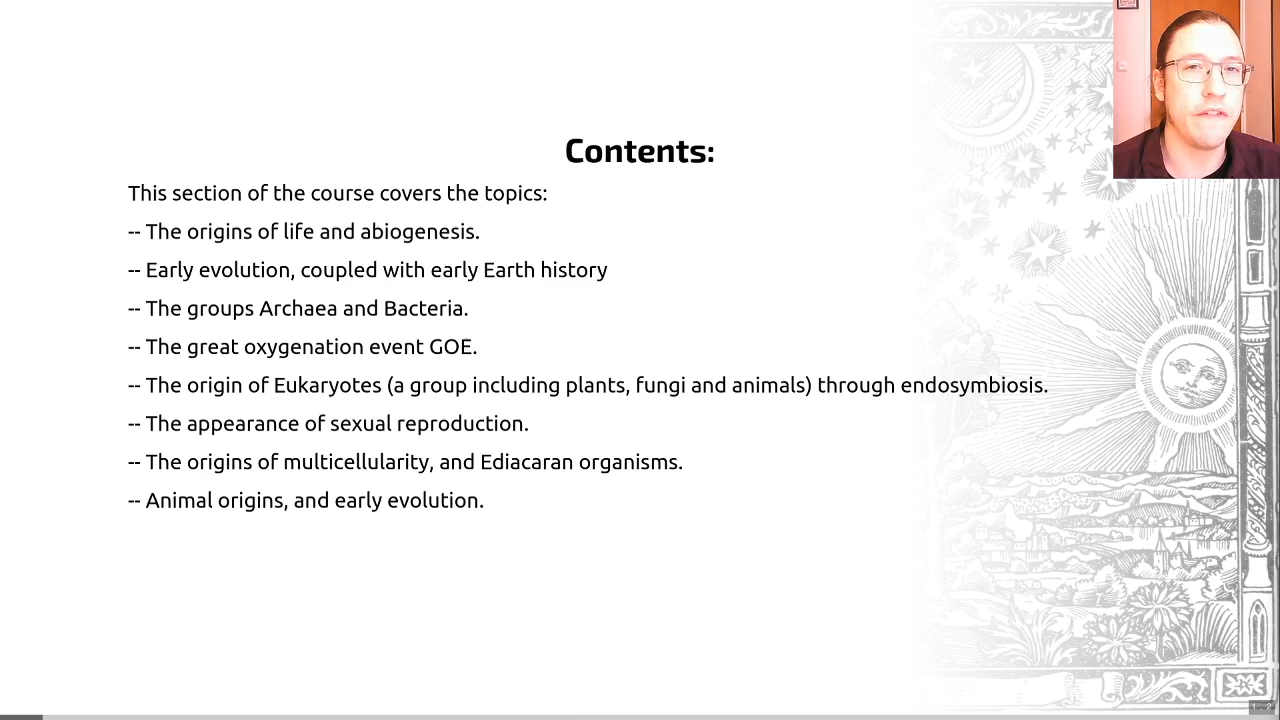 Contents:
This section of the course covers the topics:
-- The origins of life and abiogenesis.
-- Early evolution, coupled with early Earth history
-- The groups Archaea and Bacteria.
-- The great oxygenation event GOE.
-- The origin of Eukaryotes (a group including plants, fungi and animals) through endosymbiosis.
-- The appearance of sexual reproduction.
-- The origins of multicellularity, and Ediacaran organisms.
-- Animal origins, and early evolution.